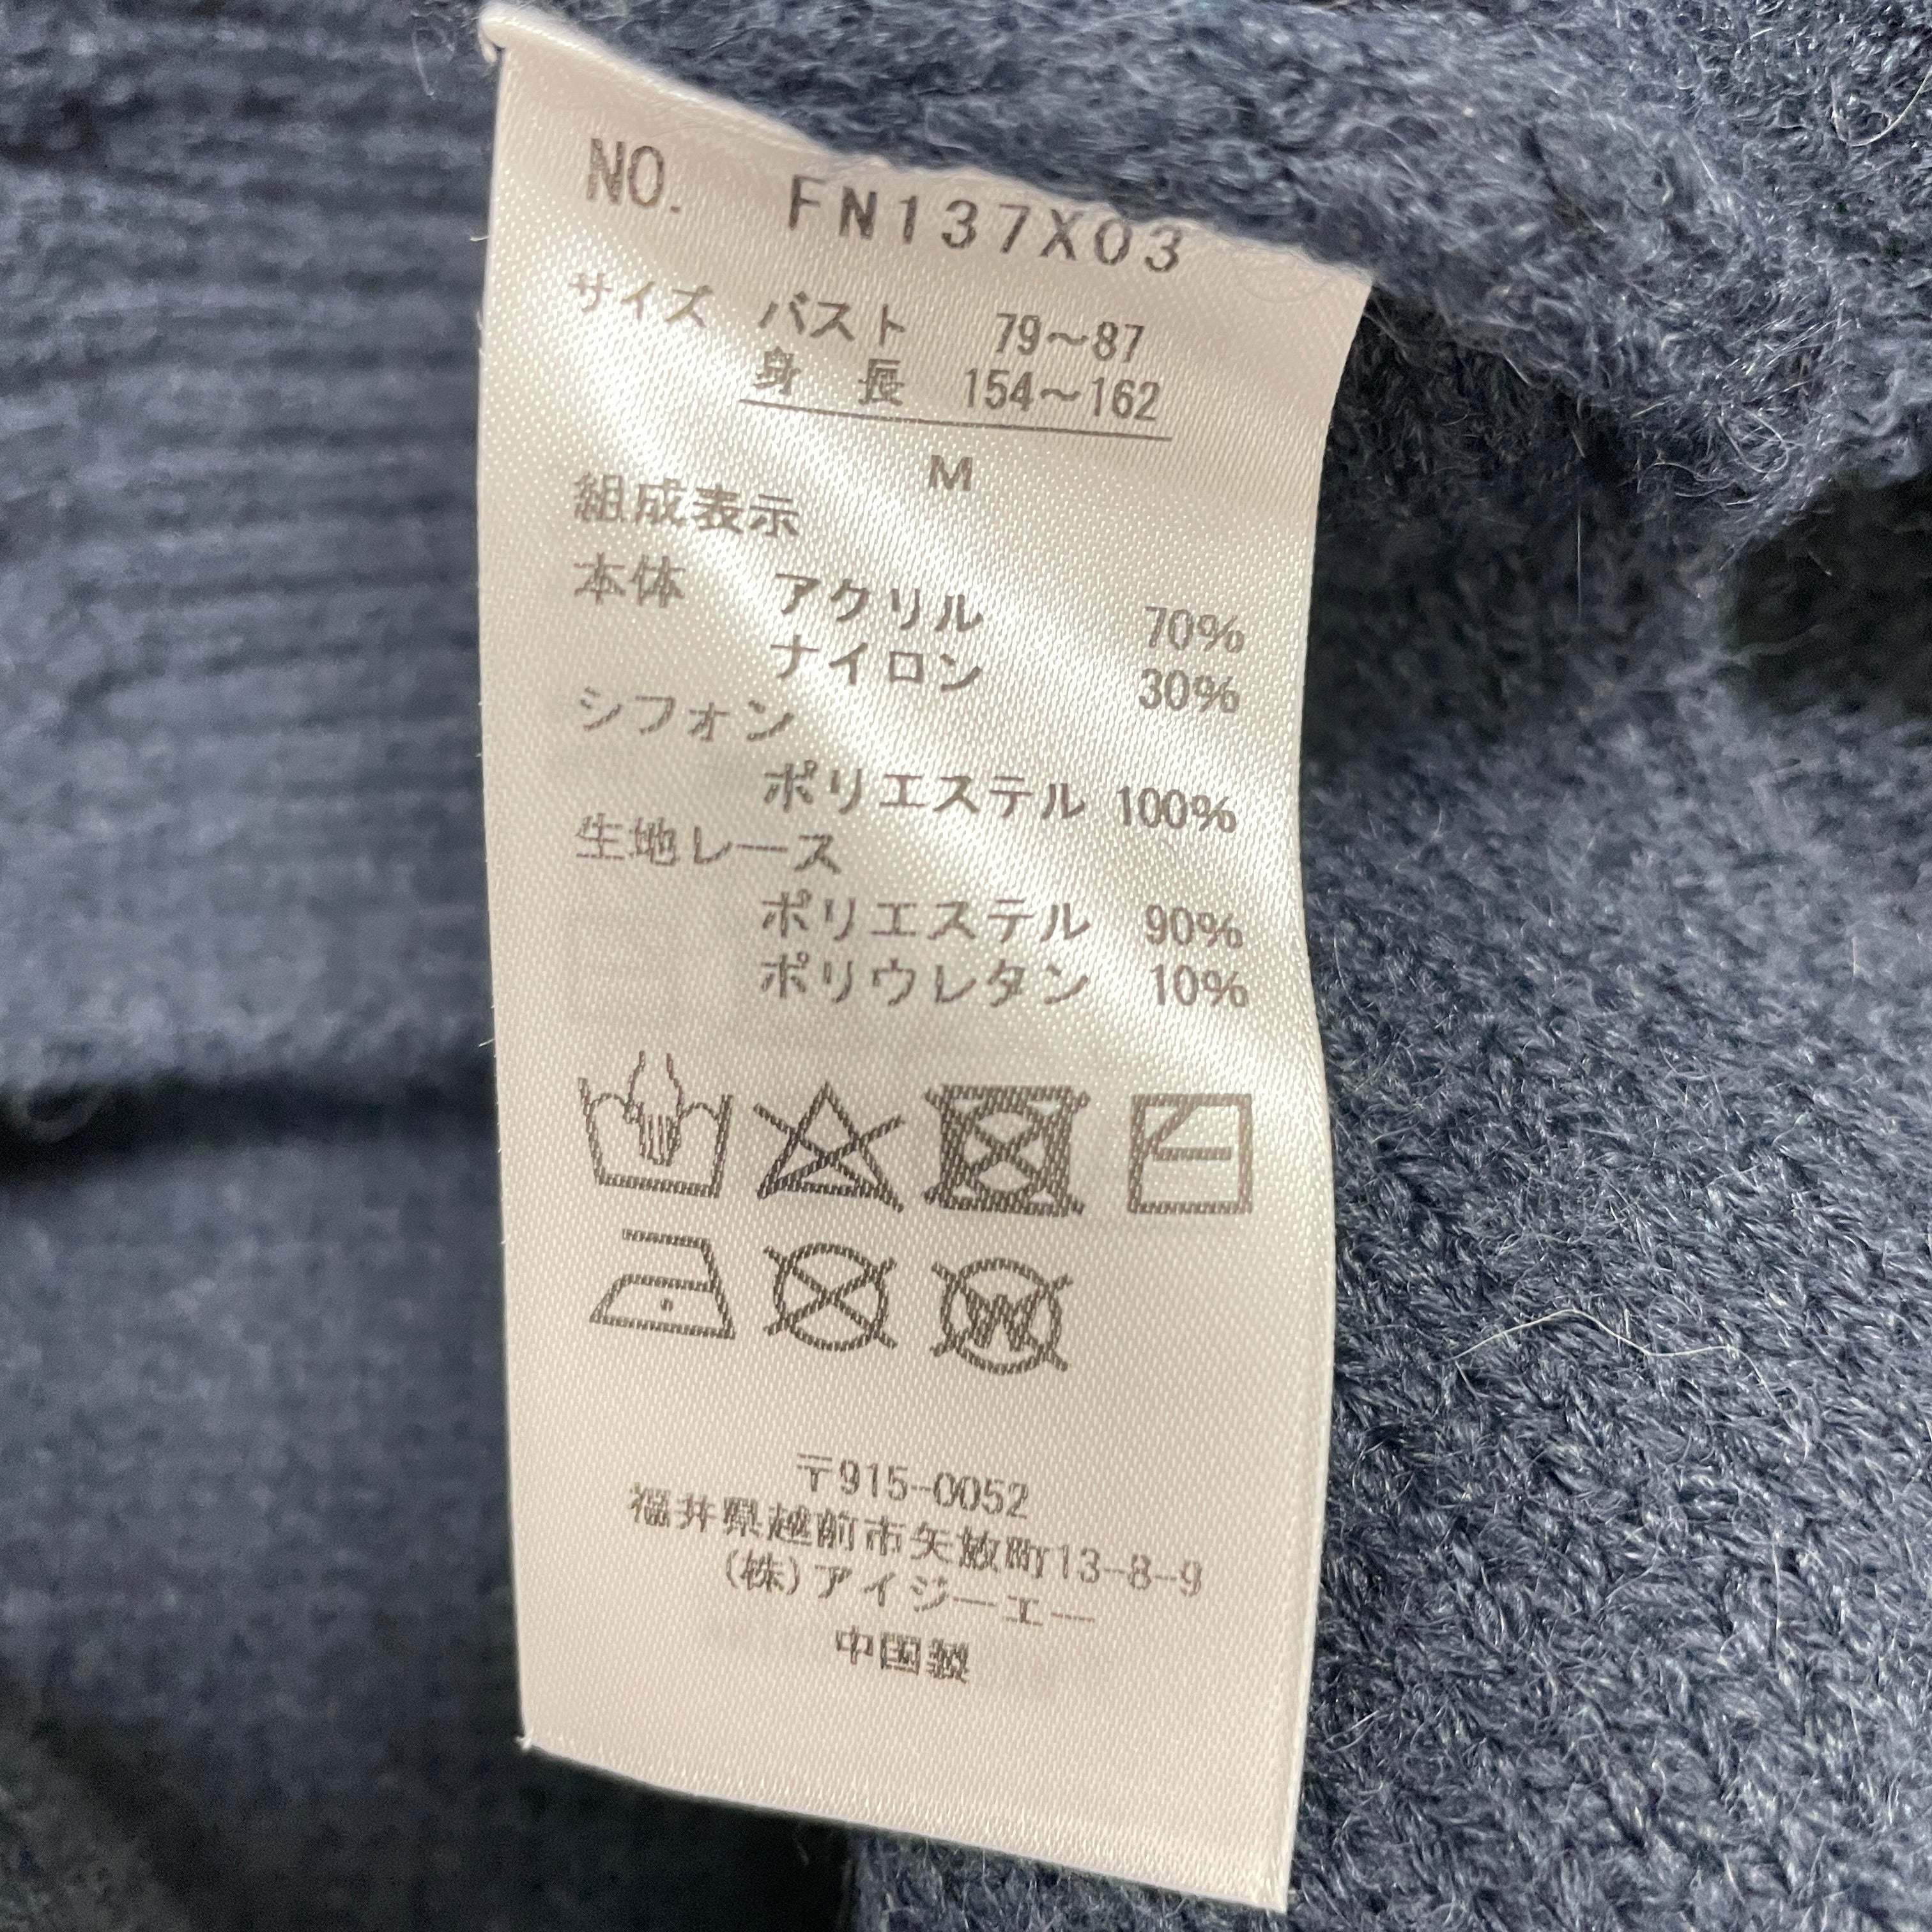 NO. FN137X03
サイズ バスト 79～87
身長 154～162
M
組成表示
本体 アクリル 70%
ナイロン 30%
シフォン
ポリエステル 100%
生地レース
ポリエステル 90%
ポリウレタン 10%
W
〒915-0052
福井県越前市矢放町13-8-9
(株)アイジーエー
中国製